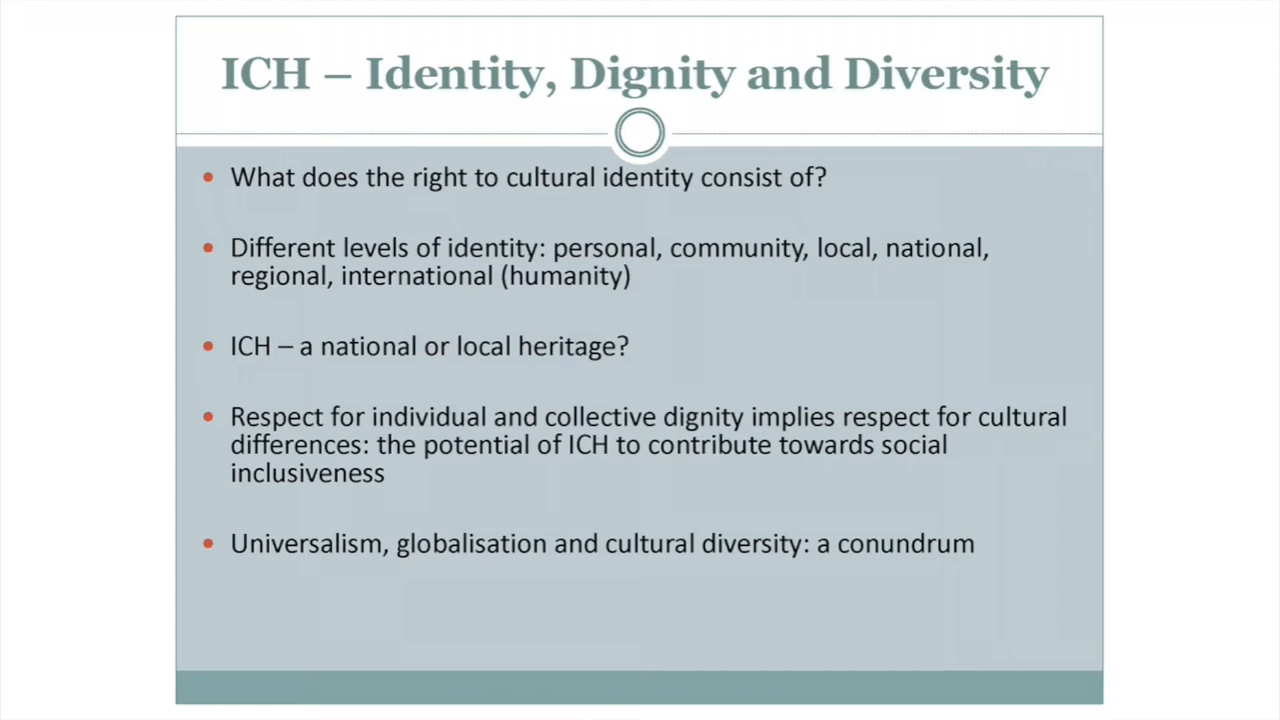 ICH – Identity, Dignity and Diversity
• What does the right to cultural identity consist of?
• Different levels of identity: personal, community, local, national,
regional, international (humanity)
• ICH – a national or local heritage?
• Respect for individual and collective dignity implies respect for cultural
differences: the potential of ICH to contribute towards social
inclusiveness
• Universalism, globalisation and cultural diversity: a conundrum